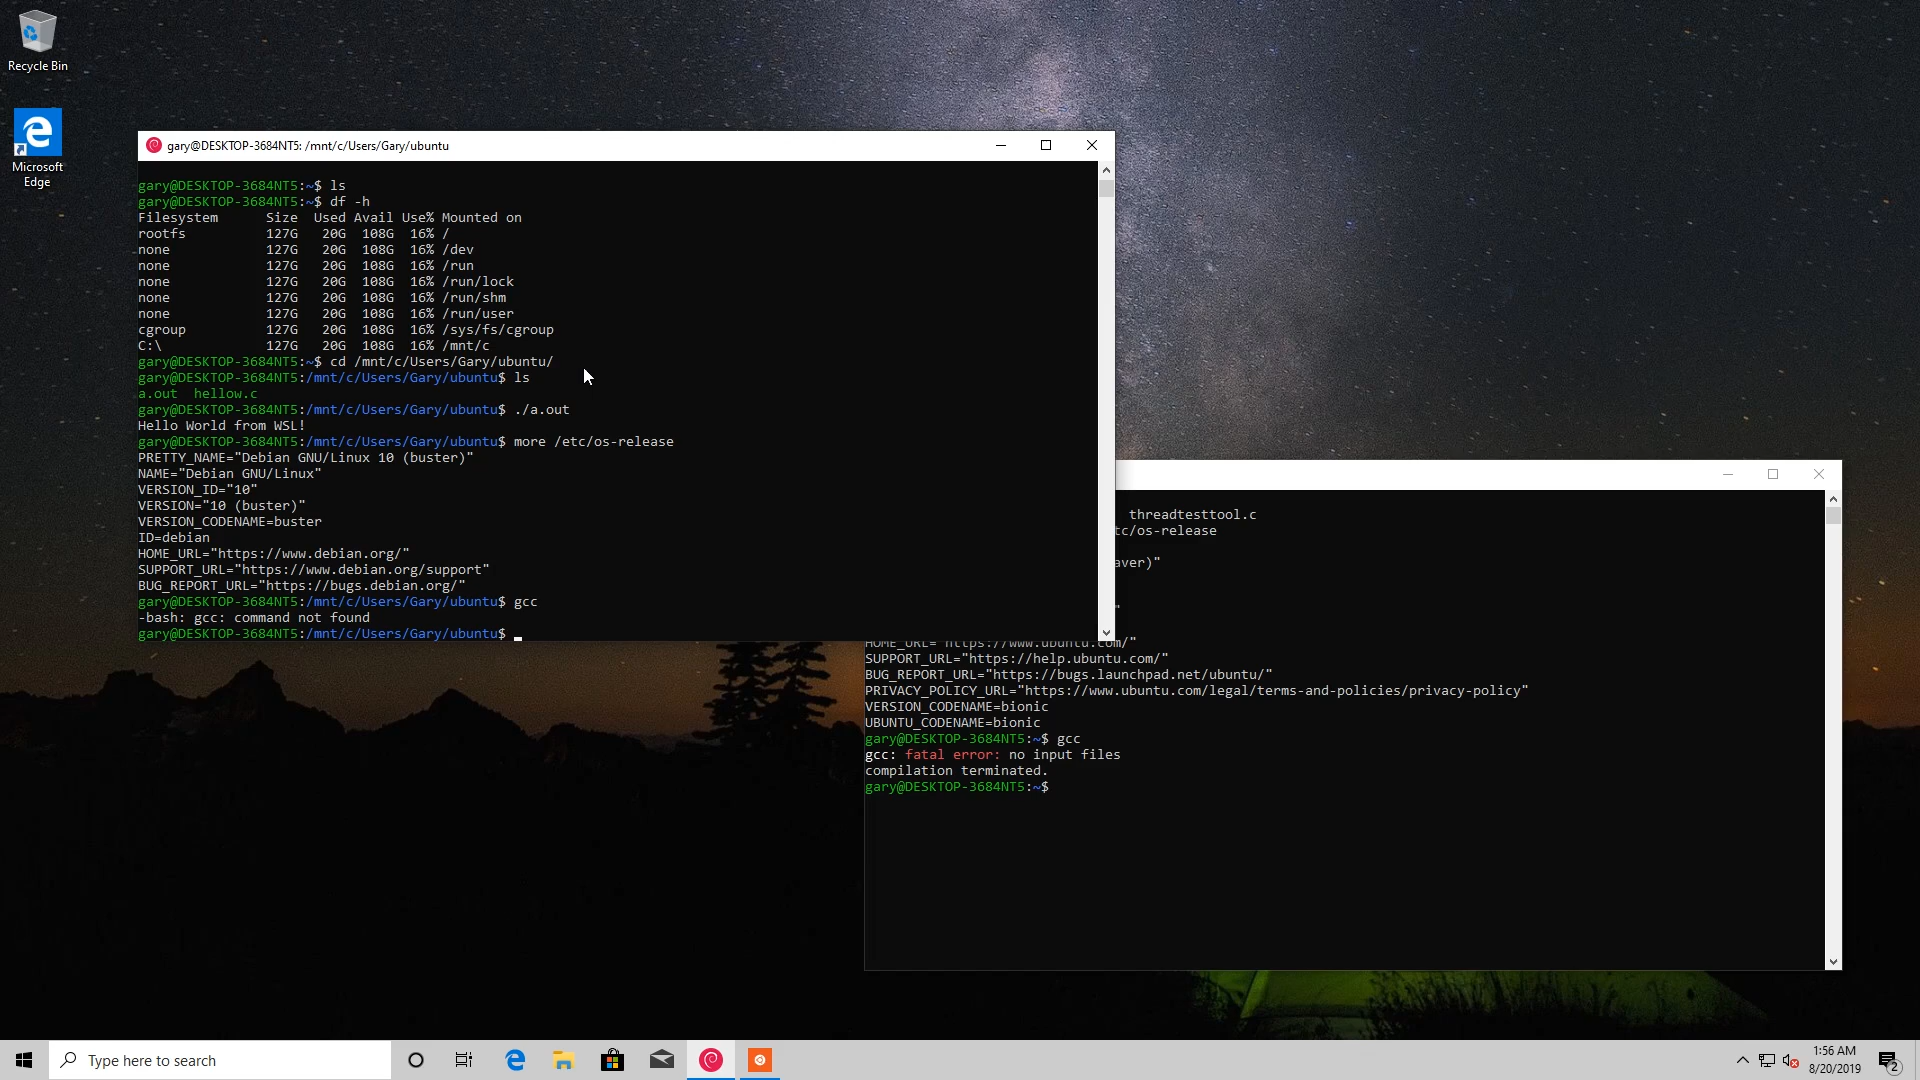 Recycle Bin
Microsoft
Edge
gary@DESKTOP-3684NT5: /mnt/c/Users/Gary/ubuntu
gary@DESKTOP-3684NT5:~$ ls
gary@DESKTOP-3684NT5:~$ df -h
Filesystem      Size  Used Avail Use% Mounted on
rootfs          127G   20G  108G  16% /
none            127G   20G  108G  16% /dev
none            127G   20G  108G  16% /run
none            127G   20G  108G  16% /run/lock
none            127G   20G  108G  16% /run/shm
none            127G   20G  108G  16% /run/user
cgroup          127G   20G  108G  16% /sys/fs/cgroup
C:\             127G   20G  108G  16% /mnt/c
gary@DESKTOP-3684NT5:~$ cd /mnt/c/Users/Gary/ubuntu/
gary@DESKTOP-3684NT5:/mnt/c/Users/Gary/ubuntu$ ls
a.out  hellow.c
gary@DESKTOP-3684NT5:/mnt/c/Users/Gary/ubuntu$ ./a.out
Hello World from WSL!
gary@DESKTOP-3684NT5:/mnt/c/Users/Gary/ubuntu$ more /etc/os-release
PRETTY_NAME="Debian GNU/Linux 10 (buster)"
NAME="Debian GNU/Linux"
VERSION_ID="10"
VERSION="10 (buster)"
VERSION_CODENAME=buster
ID=debian
HOME_URL="https://www.debian.org/"
SUPPORT_URL="https://www.debian.org/support"
BUG_REPORT_URL="https://bugs.debian.org/"
gary@DESKTOP-3684NT5:/mnt/c/Users/Gary/ubuntu$ gcc
-bash: gcc: command not found
gary@DESKTOP-3684NT5:/mnt/c/Users/Gary/ubuntu$
threadtesttool.c
tc/os-release
aver)"
"
HOME_URL="https://www.ubuntu.com/"
SUPPORT_URL="https://help.ubuntu.com/"
BUG_REPORT_URL="https://bugs.launchpad.net/ubuntu/"
PRIVACY_POLICY_URL="https://www.ubuntu.com/legal/terms-and-policies/privacy-policy"
VERSION_CODENAME=bionic
UBUNTU_CODENAME=bionic
gary@DESKTOP-3684NT5:~$ gcc
gcc: fatal error: no input files
compilation terminated.
gary@DESKTOP-3684NT5:~$
Type here to search
1:56 AM
8/20/2019
2